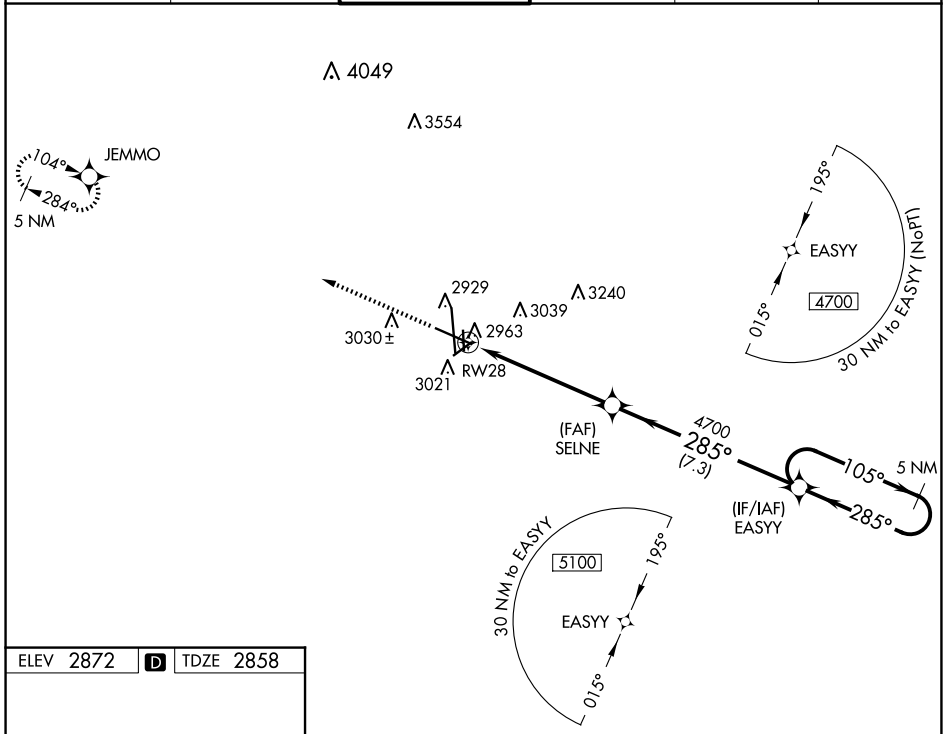 4049
3554
JEMMO
104°
284°
5 NM
195°
EASYY
4700
015°
30 NM to EASYY (NoPT)
2929
3240
3039
2963
3030 ±
3021
RW28
(FAF)
SELNE
4700
285°
(7.3)
105°
5 NM
285°
(IF/IAF)
EASYY
30 NM to EASYY
5100
195°
EASYY
015°
ELEV 2872 D TDZE 2858